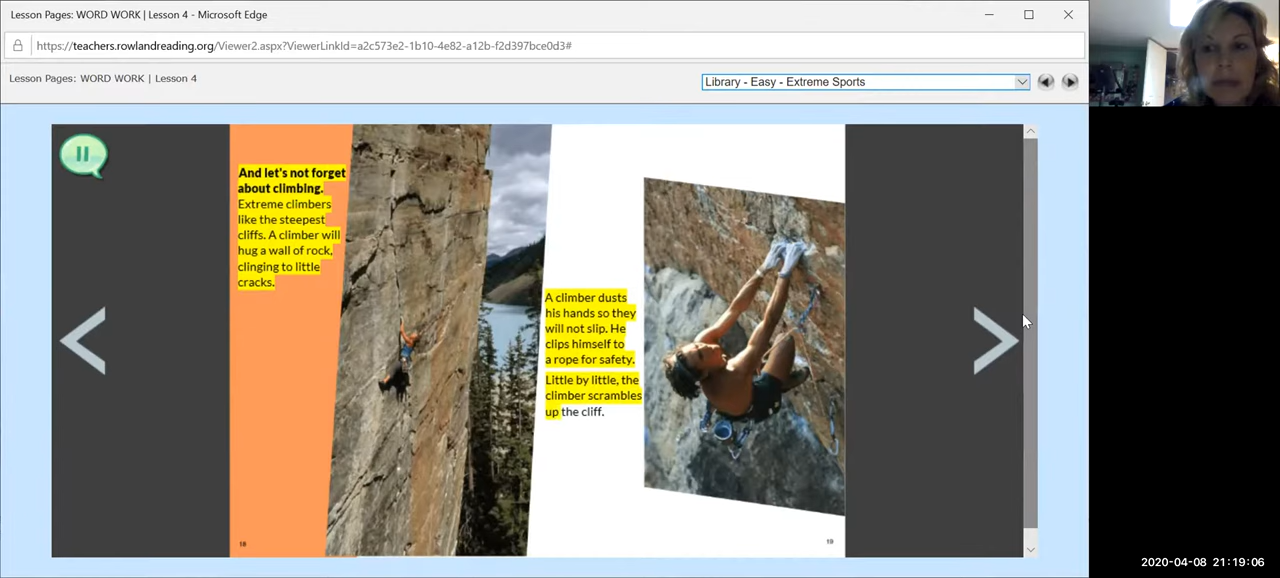 Lesson Pages: WORD WORK | Lesson 4 - Microsoft Edge
https://teachers.rowlandreading.org/Viewer2.aspx?ViewerLinkId=a2c573e2-1b10-4e82-a12b-f2d397bce0d3#
Lesson Pages: WORD WORK | Lesson 4
Library - Easy - Extreme Sports
And let's not forget
about climbing.
Extreme climbers
like the steepest
cliffs. A climber will
hug a wall of rock,
clinging to little
cracks.
18
A climber dusts
his hands so they
will not slip. He
clips himself to
a rope for safety.
Little by little, the
climber scrambles
up the cliff.
19
2020-04-08 21:19:06